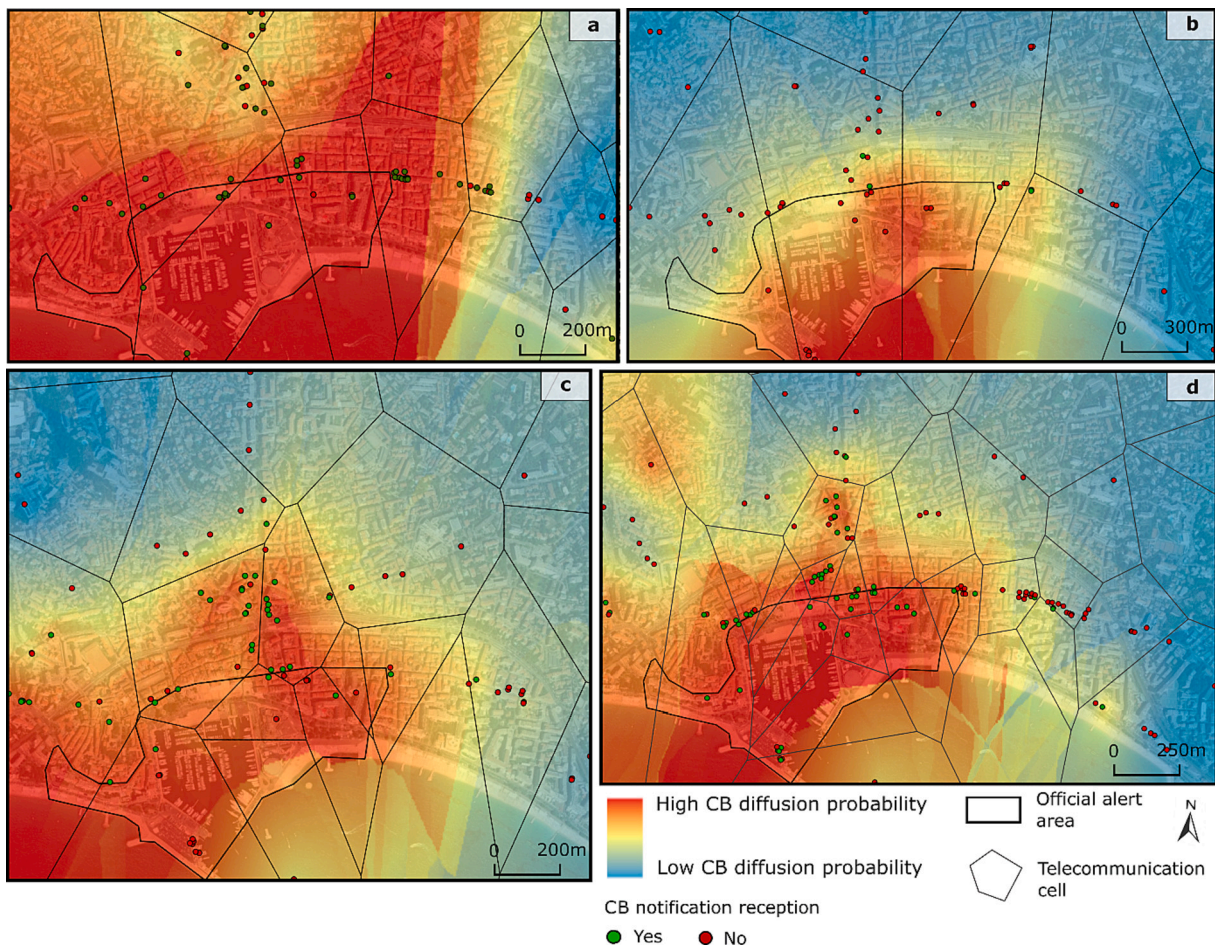 a
b
0 200m
0 300m
c
d
0 200m
0 250m
High CB diffusion probability
Low CB diffusion probability
Official alert
area
N
Telecommunication
cell
CB notification reception
Yes No